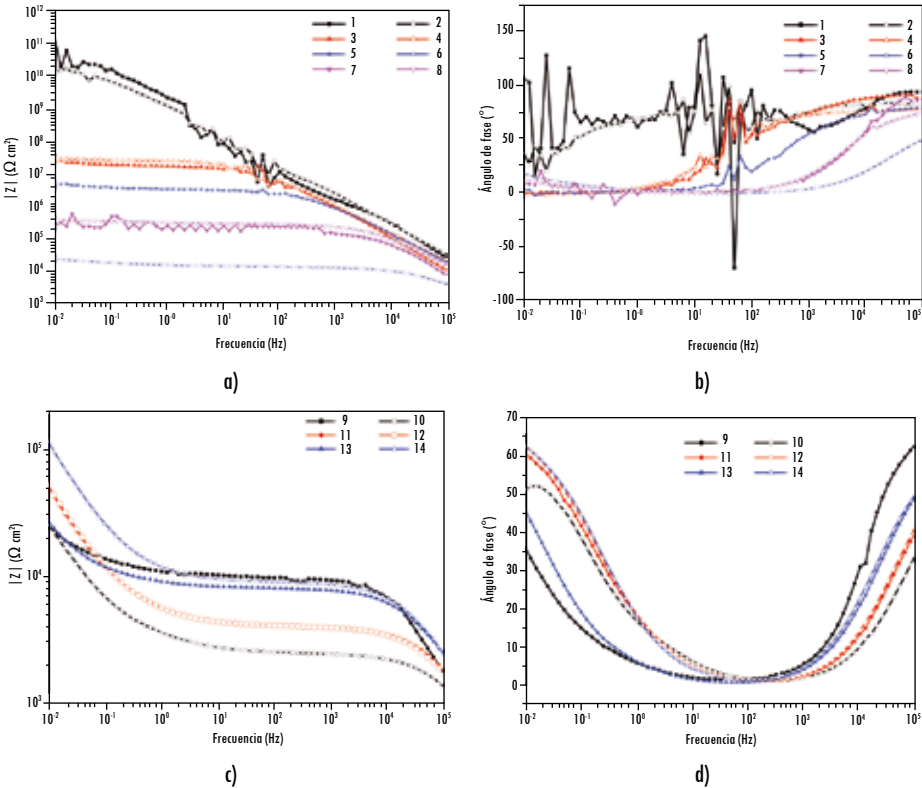 10¹²
10¹¹
10¹⁰
10⁹
10⁸
10⁷
10⁶
10⁵
10⁴
10³
| Z | (Ω cm²)
1 2
3 4
5 6
7 8
10⁻² 10⁻¹ 10⁰ 10¹ 10² 10³ 10⁴ 10⁵
Frecuencia (Hz)
a)
150
100
50
0
-50
-100
Ángulo de fase (°)
1 2
3 4
5 6
7 8
10⁻² 10⁻¹ 10⁰ 10¹ 10² 10³ 10⁴ 10⁵
Frecuencia (Hz)
b)
10⁵
10⁴
10³
| Z | (Ω cm²)
9 10
11 12
13 14
10⁻² 10⁻¹ 10⁰ 10¹ 10² 10³ 10⁴ 10⁵
Frecuencia (Hz)
c)
70
60
50
40
30
20
10
0
Ángulo de fase (°)
9 10
11 12
13 14
10⁻² 10⁻¹ 10⁰ 10¹ 10² 10³ 10⁴ 10⁵
Frecuencia (Hz)
d)